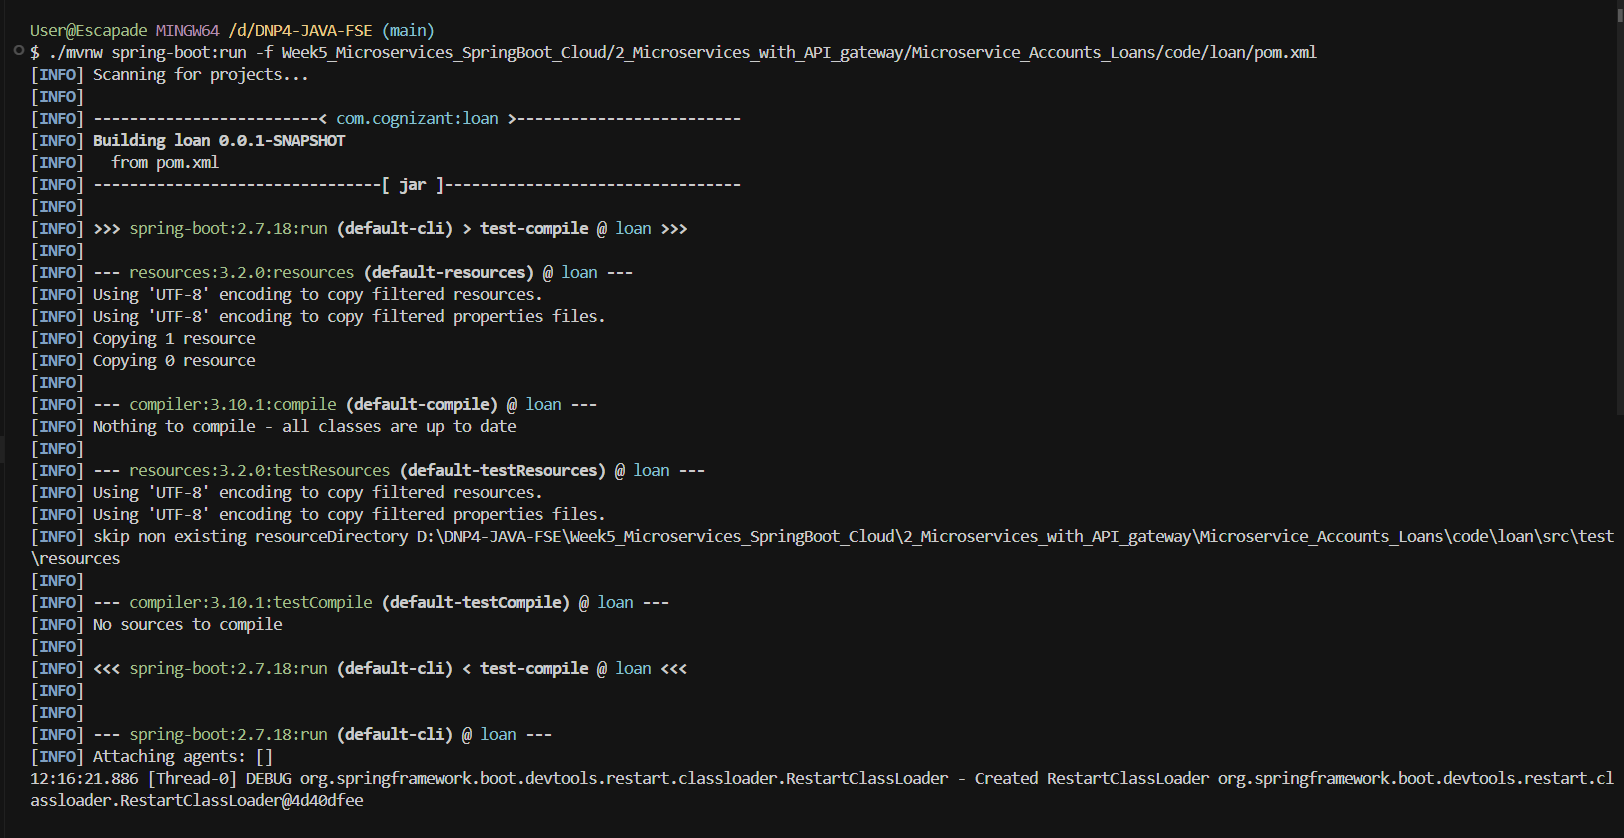 User@Escapade MINGW64 /d/DNP4-JAVA-FSE (main)
$ ./mvnw spring-boot:run -f Week5_Microservices_SpringBoot_Cloud/2_Microservices_with_API_gateway/Microservice_Accounts_Loans/code/loan/pom.xml
[INFO] Scanning for projects...
[INFO]
[INFO] -------------------------< com.cognizant:loan >-------------------------
[INFO] Building loan 0.0.1-SNAPSHOT
[INFO]   from pom.xml
[INFO] --------------------------------[ jar ]---------------------------------
[INFO]
[INFO] >>> spring-boot:2.7.18:run (default-cli) > test-compile @ loan >>>
[INFO]
[INFO] --- resources:3.2.0:resources (default-resources) @ loan ---
[INFO] Using 'UTF-8' encoding to copy filtered resources.
[INFO] Using 'UTF-8' encoding to copy filtered properties files.
[INFO] Copying 1 resource
[INFO] Copying 0 resource
[INFO]
[INFO] --- compiler:3.10.1:compile (default-compile) @ loan ---
[INFO] Nothing to compile - all classes are up to date
[INFO]
[INFO] --- resources:3.2.0:testResources (default-testResources) @ loan ---
[INFO] Using 'UTF-8' encoding to copy filtered resources.
[INFO] Using 'UTF-8' encoding to copy filtered properties files.
[INFO] skip non existing resourceDirectory D:\DNP4-JAVA-FSE\Week5_Microservices_SpringBoot_Cloud\2_Microservices_with_API_gateway\Microservice_Accounts_Loans\code\loan\src\test
\resources
[INFO]
[INFO] --- compiler:3.10.1:testCompile (default-testCompile) @ loan ---
[INFO] No sources to compile
[INFO]
[INFO] <<< spring-boot:2.7.18:run (default-cli) < test-compile @ loan <<<
[INFO]
[INFO]
[INFO] --- spring-boot:2.7.18:run (default-cli) @ loan ---
[INFO] Attaching agents: []
12:16:21.886 [Thread-0] DEBUG org.springframework.boot.devtools.restart.classloader.RestartClassLoader - Created RestartClassLoader org.springframework.boot.devtools.restart.cl
assloader.RestartClassLoader@4d40dfee